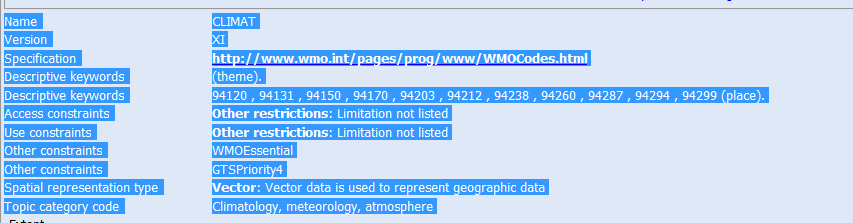 Name CLIMAT
Version XI
Specification http://www.wmo.int/pages/prog/www/WMOCodes.html
Descriptive keywords (theme).
Descriptive keywords 94120 , 94131 , 94150 , 94170 , 94203 , 94212 , 94238 , 94260 , 94287 , 94294 , 94299 (place).
Access constraints Other restrictions: Limitation not listed
Use constraints Other restrictions: Limitation not listed
Other constraints WMOEssential
Other constraints GTSPriority4
Spatial representation type Vector: Vector data is used to represent geographic data
Topic category code Climatology, meteorology, atmosphere